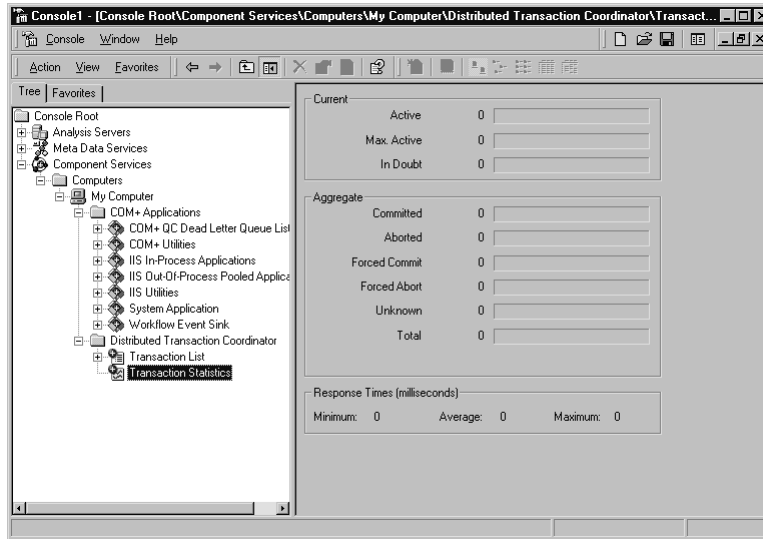 Console1 - [Console Root\Component Services\Computers\My Computer\Distributed Transaction Coordinator\Transact...
Console Window Help
Action View Favorites
Tree Favorites
Console Root
Analysis Servers
Meta Data Services
Component Services
Computers
My Computer
COM+ Applications
COM+ QC Dead Letter Queue List
COM+ Utilities
IIS In-Process Applications
IIS Out-Of-Process Pooled Applica
IIS Utilities
System Application
Workflow Event Sink
Distributed Transaction Coordinator
Transaction List
Transaction Statistics
Current
Active 0
Max. Active 0
In Doubt 0
Aggregate
Committed 0
Aborted 0
Forced Commit 0
Forced Abort 0
Unknown 0
Total 0
Response Times (milliseconds)
Minimum: 0 Average: 0 Maximum: 0